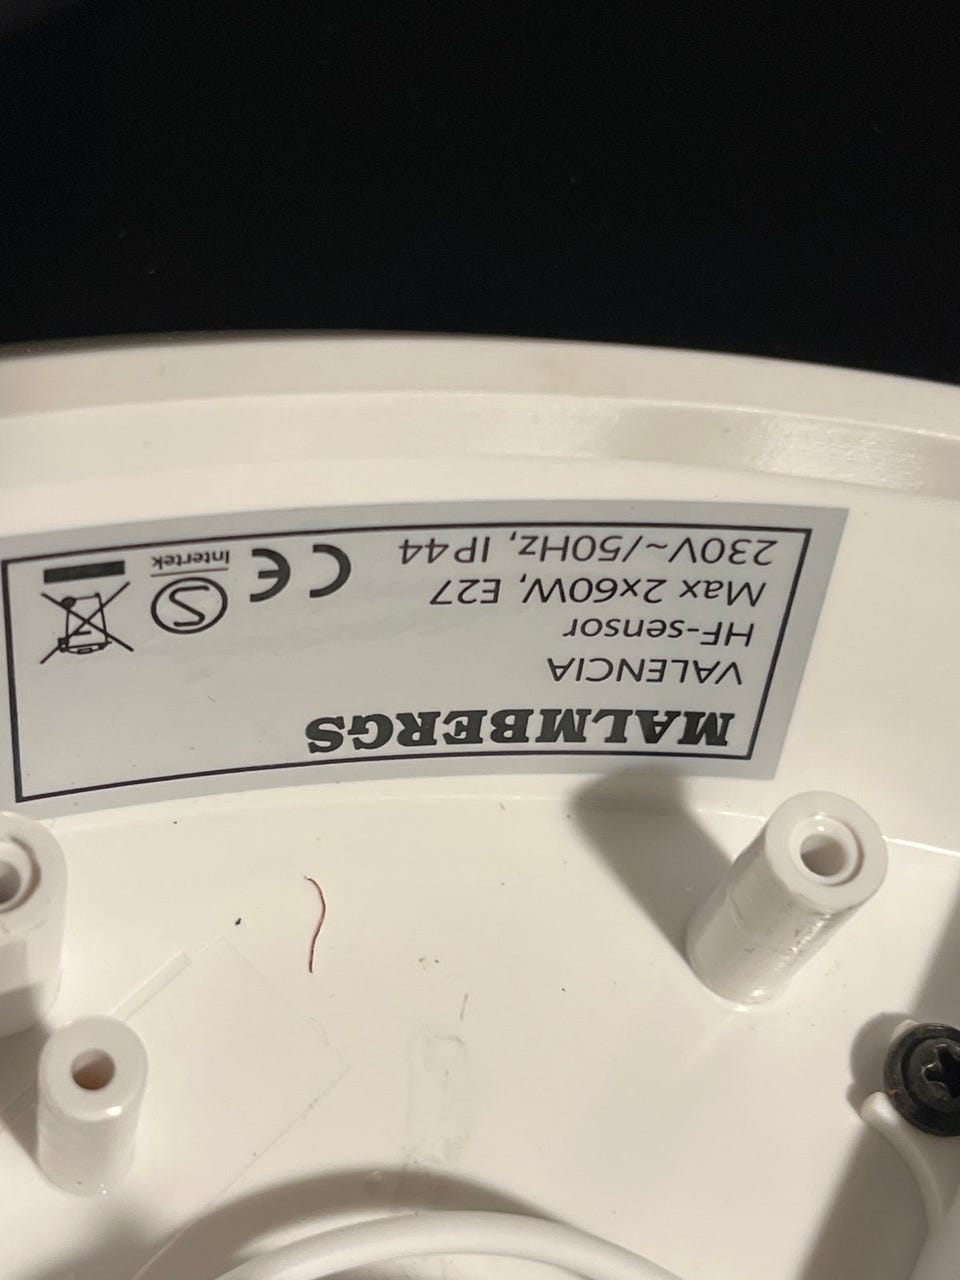 MALMBERGS
VALENCIA
HF-sensor
Max 2x60W, E27
230V~/50Hz, IP44
CE
S
Intertek